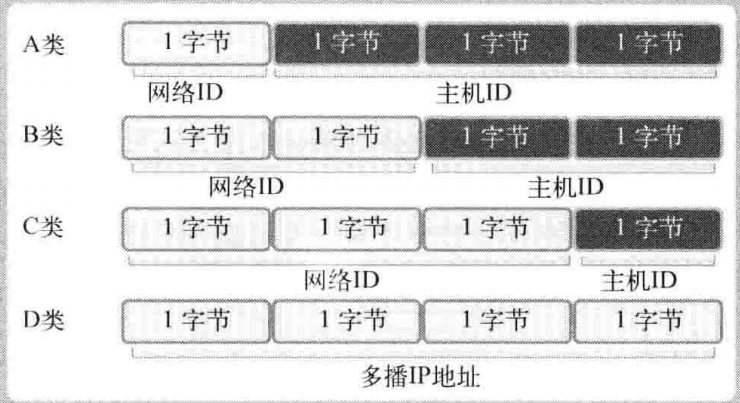 A类 1 字节 1 字节 1 字节 1 字节
网络ID 主机ID
B类 1 字节 1 字节 1 字节 1 字节
网络ID 主机ID
C类 1 字节 1 字节 1 字节 1 字节
网络ID 主机ID
D类 1 字节 1 字节 1 字节 1 字节
多播IP地址